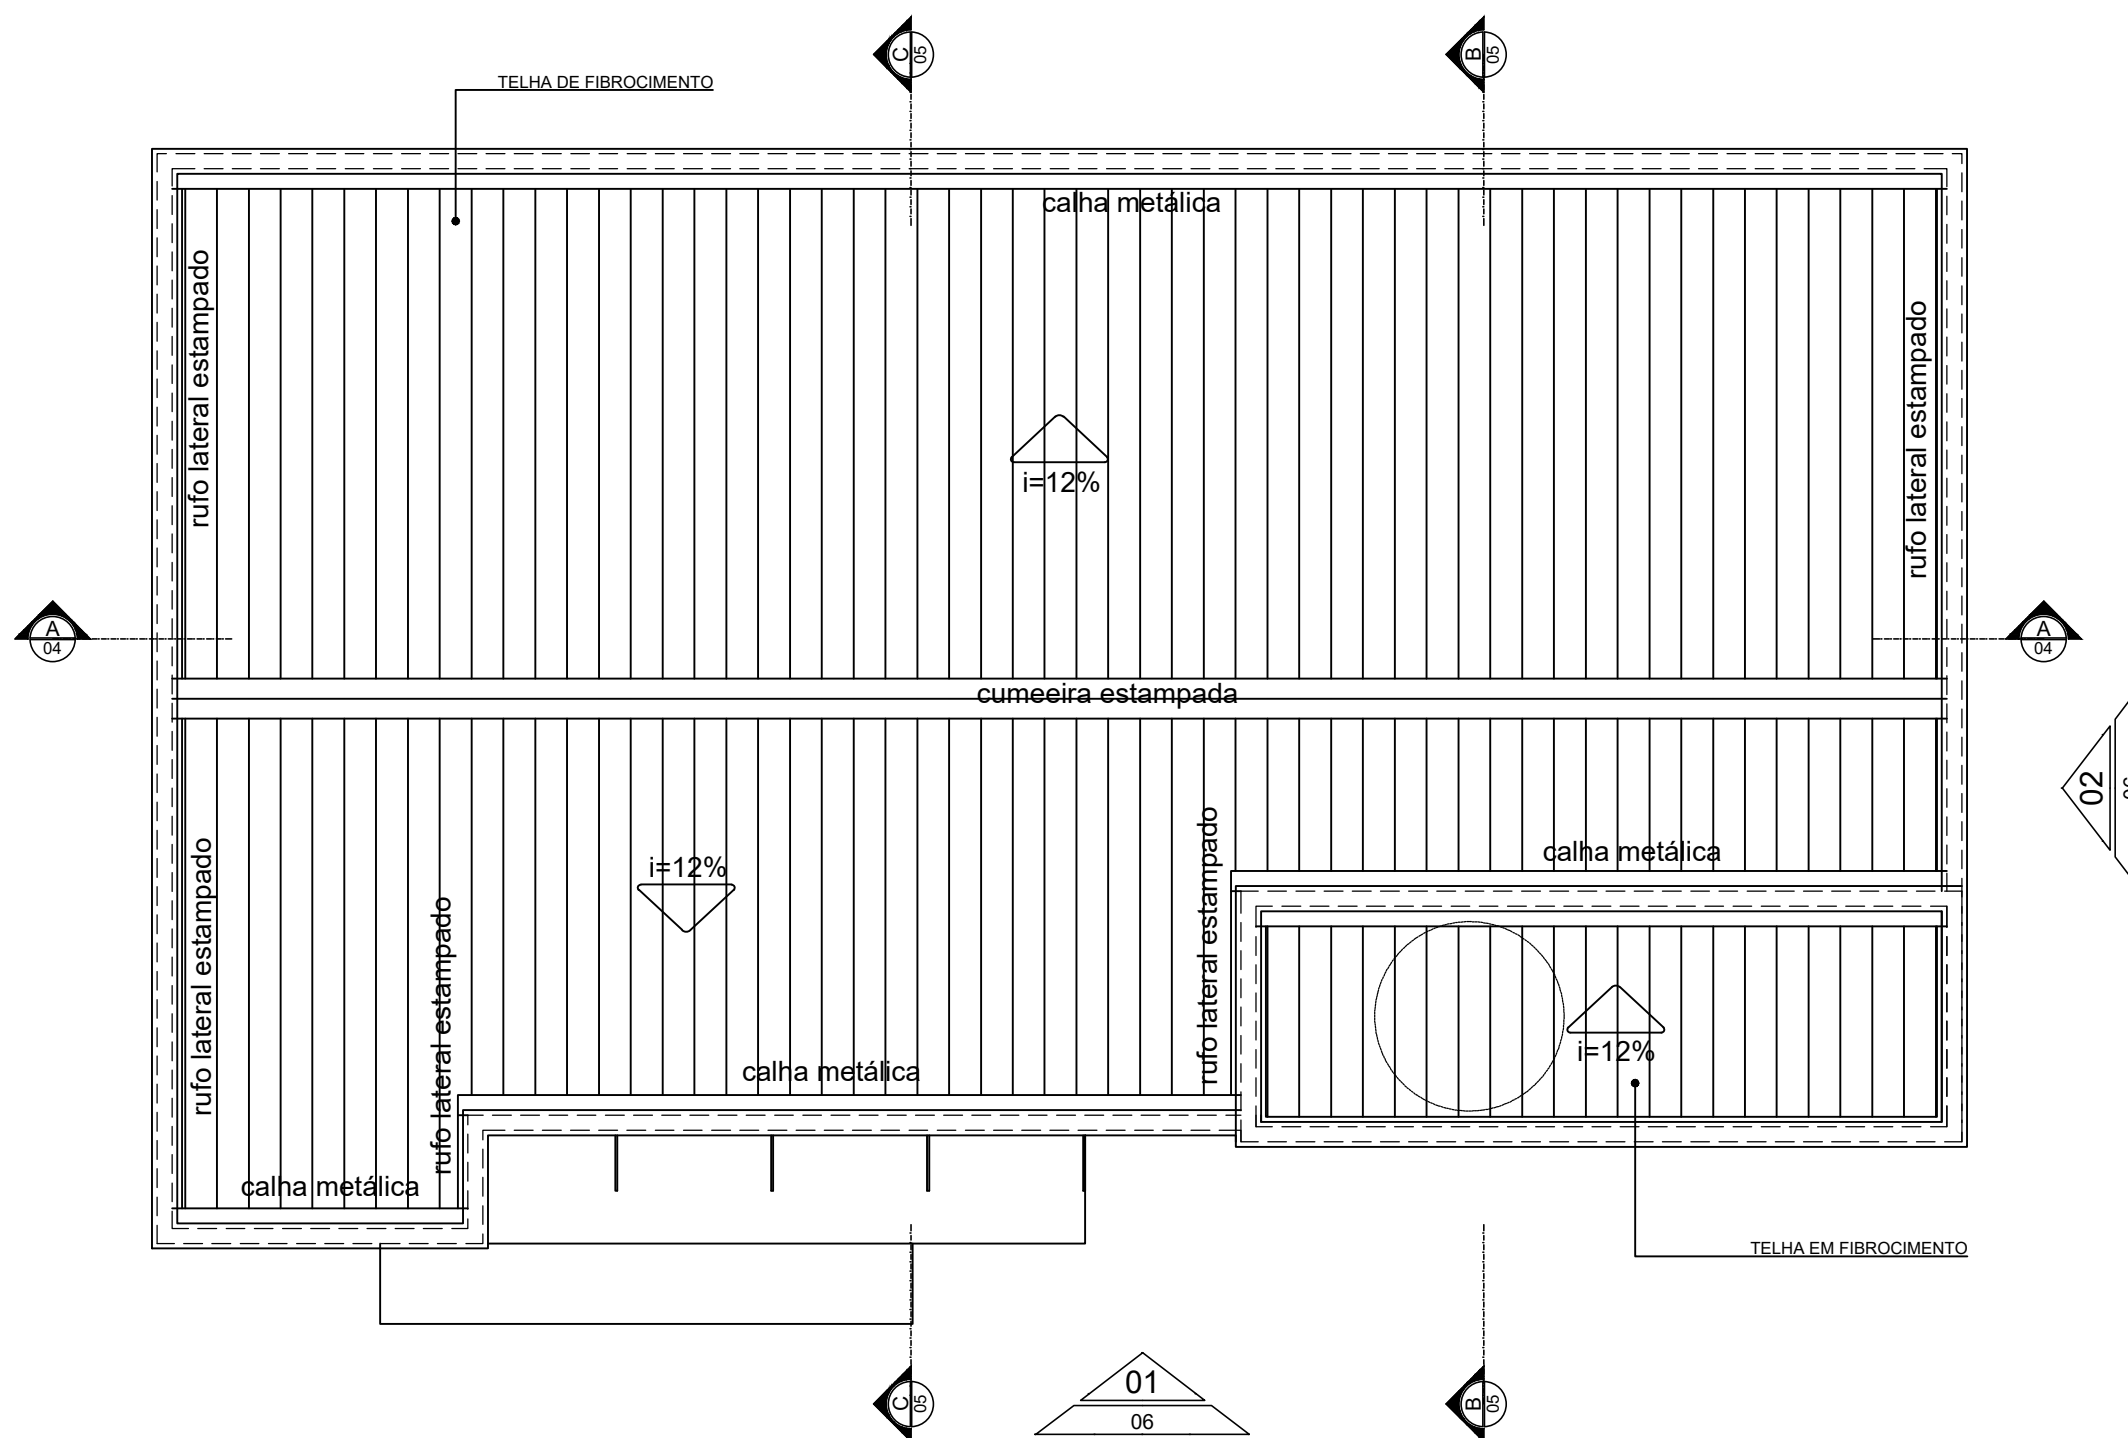 C
05
B
05
TELHA DE FIBROCIMENTO
calha metálica
rufo lateral estampado
rufo lateral estampado
i=12%
A
04
A
04
cumeeira estampada
02
i=12%
calha metálica
rufo lateral estampado
rufo lateral estampado
rufo lateral estampado
i=12%
calha metálica
calha metálica
TELHA EM FIBROCIMENTO
C
05
01
06
B
05